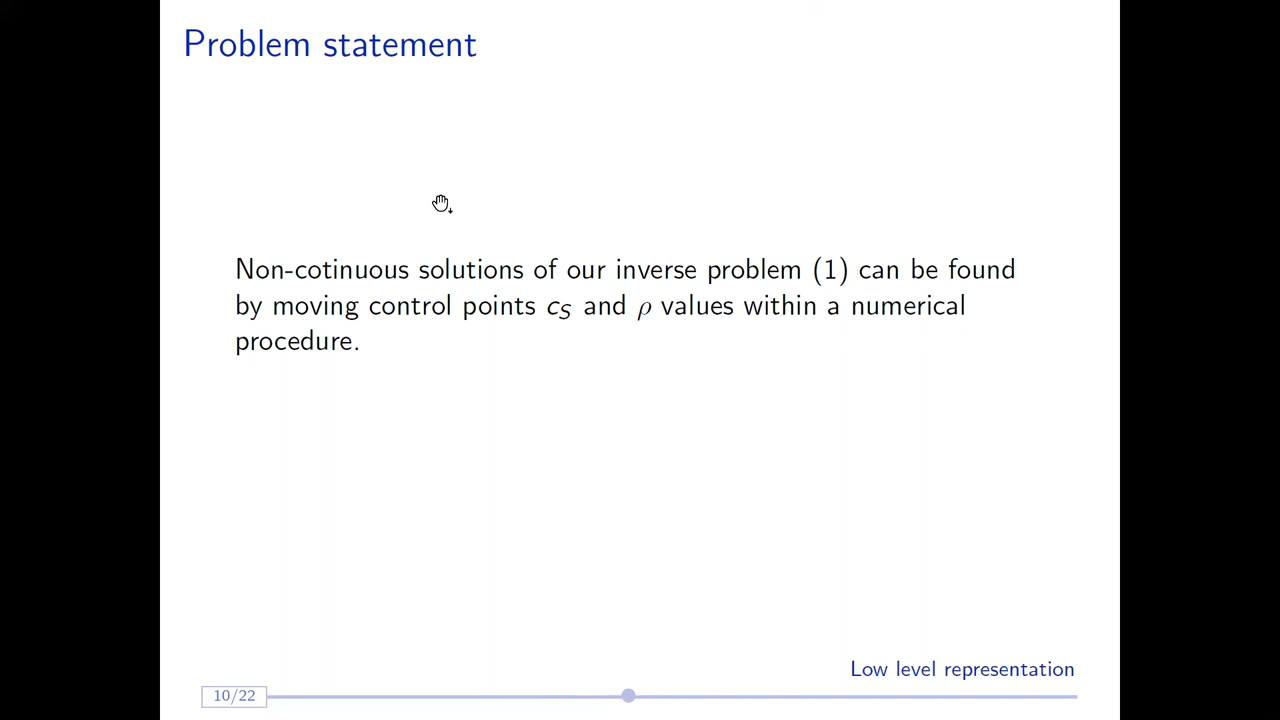 Problem statement
Non-cotinuous solutions of our inverse problem (1) can be found
by moving control points c_S and ρ values within a numerical
procedure.
Low level representation
10/22